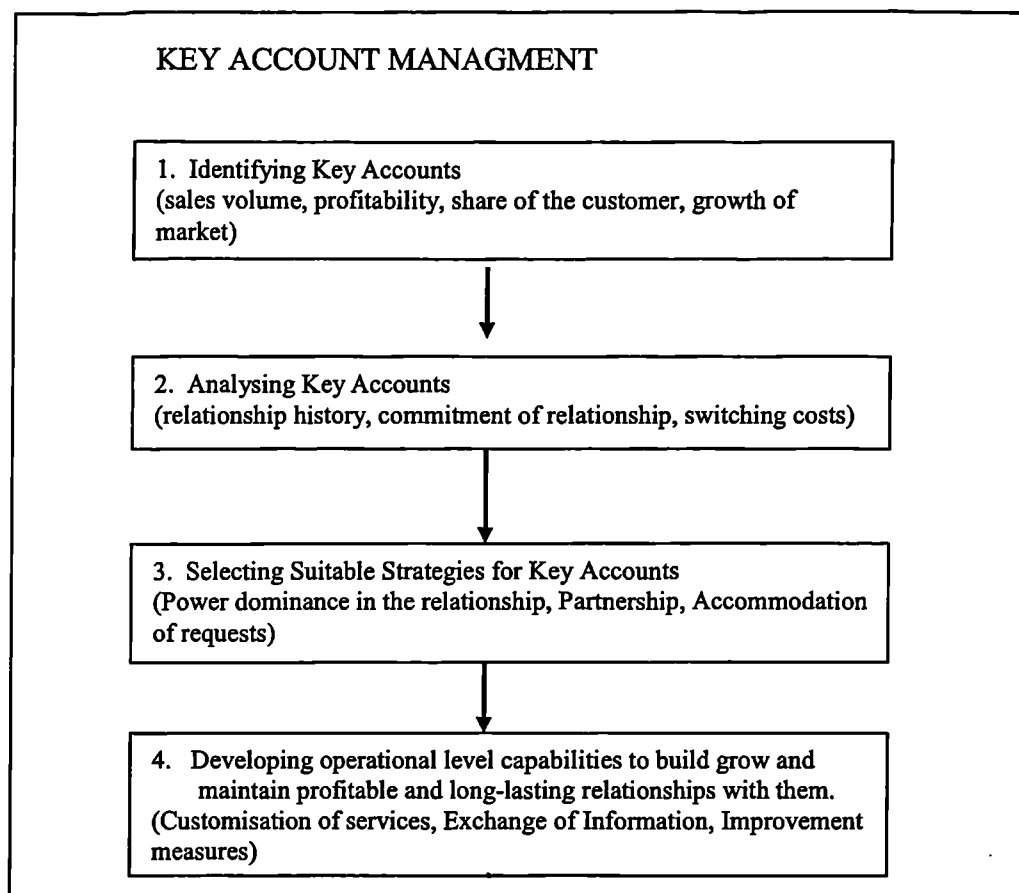 KEY ACCOUNT MANAGMENT
1. Identifying Key Accounts
(sales volume, profitability, share of the customer, growth of
market)
2. Analysing Key Accounts
(relationship history, commitment of relationship, switching costs)
3. Selecting Suitable Strategies for Key Accounts
(Power dominance in the relationship, Partnership, Accommodation
of requests)
4. Developing operational level capabilities to build grow and
maintain profitable and long-lasting relationships with them.
(Customisation of services, Exchange of Information, Improvement
measures)